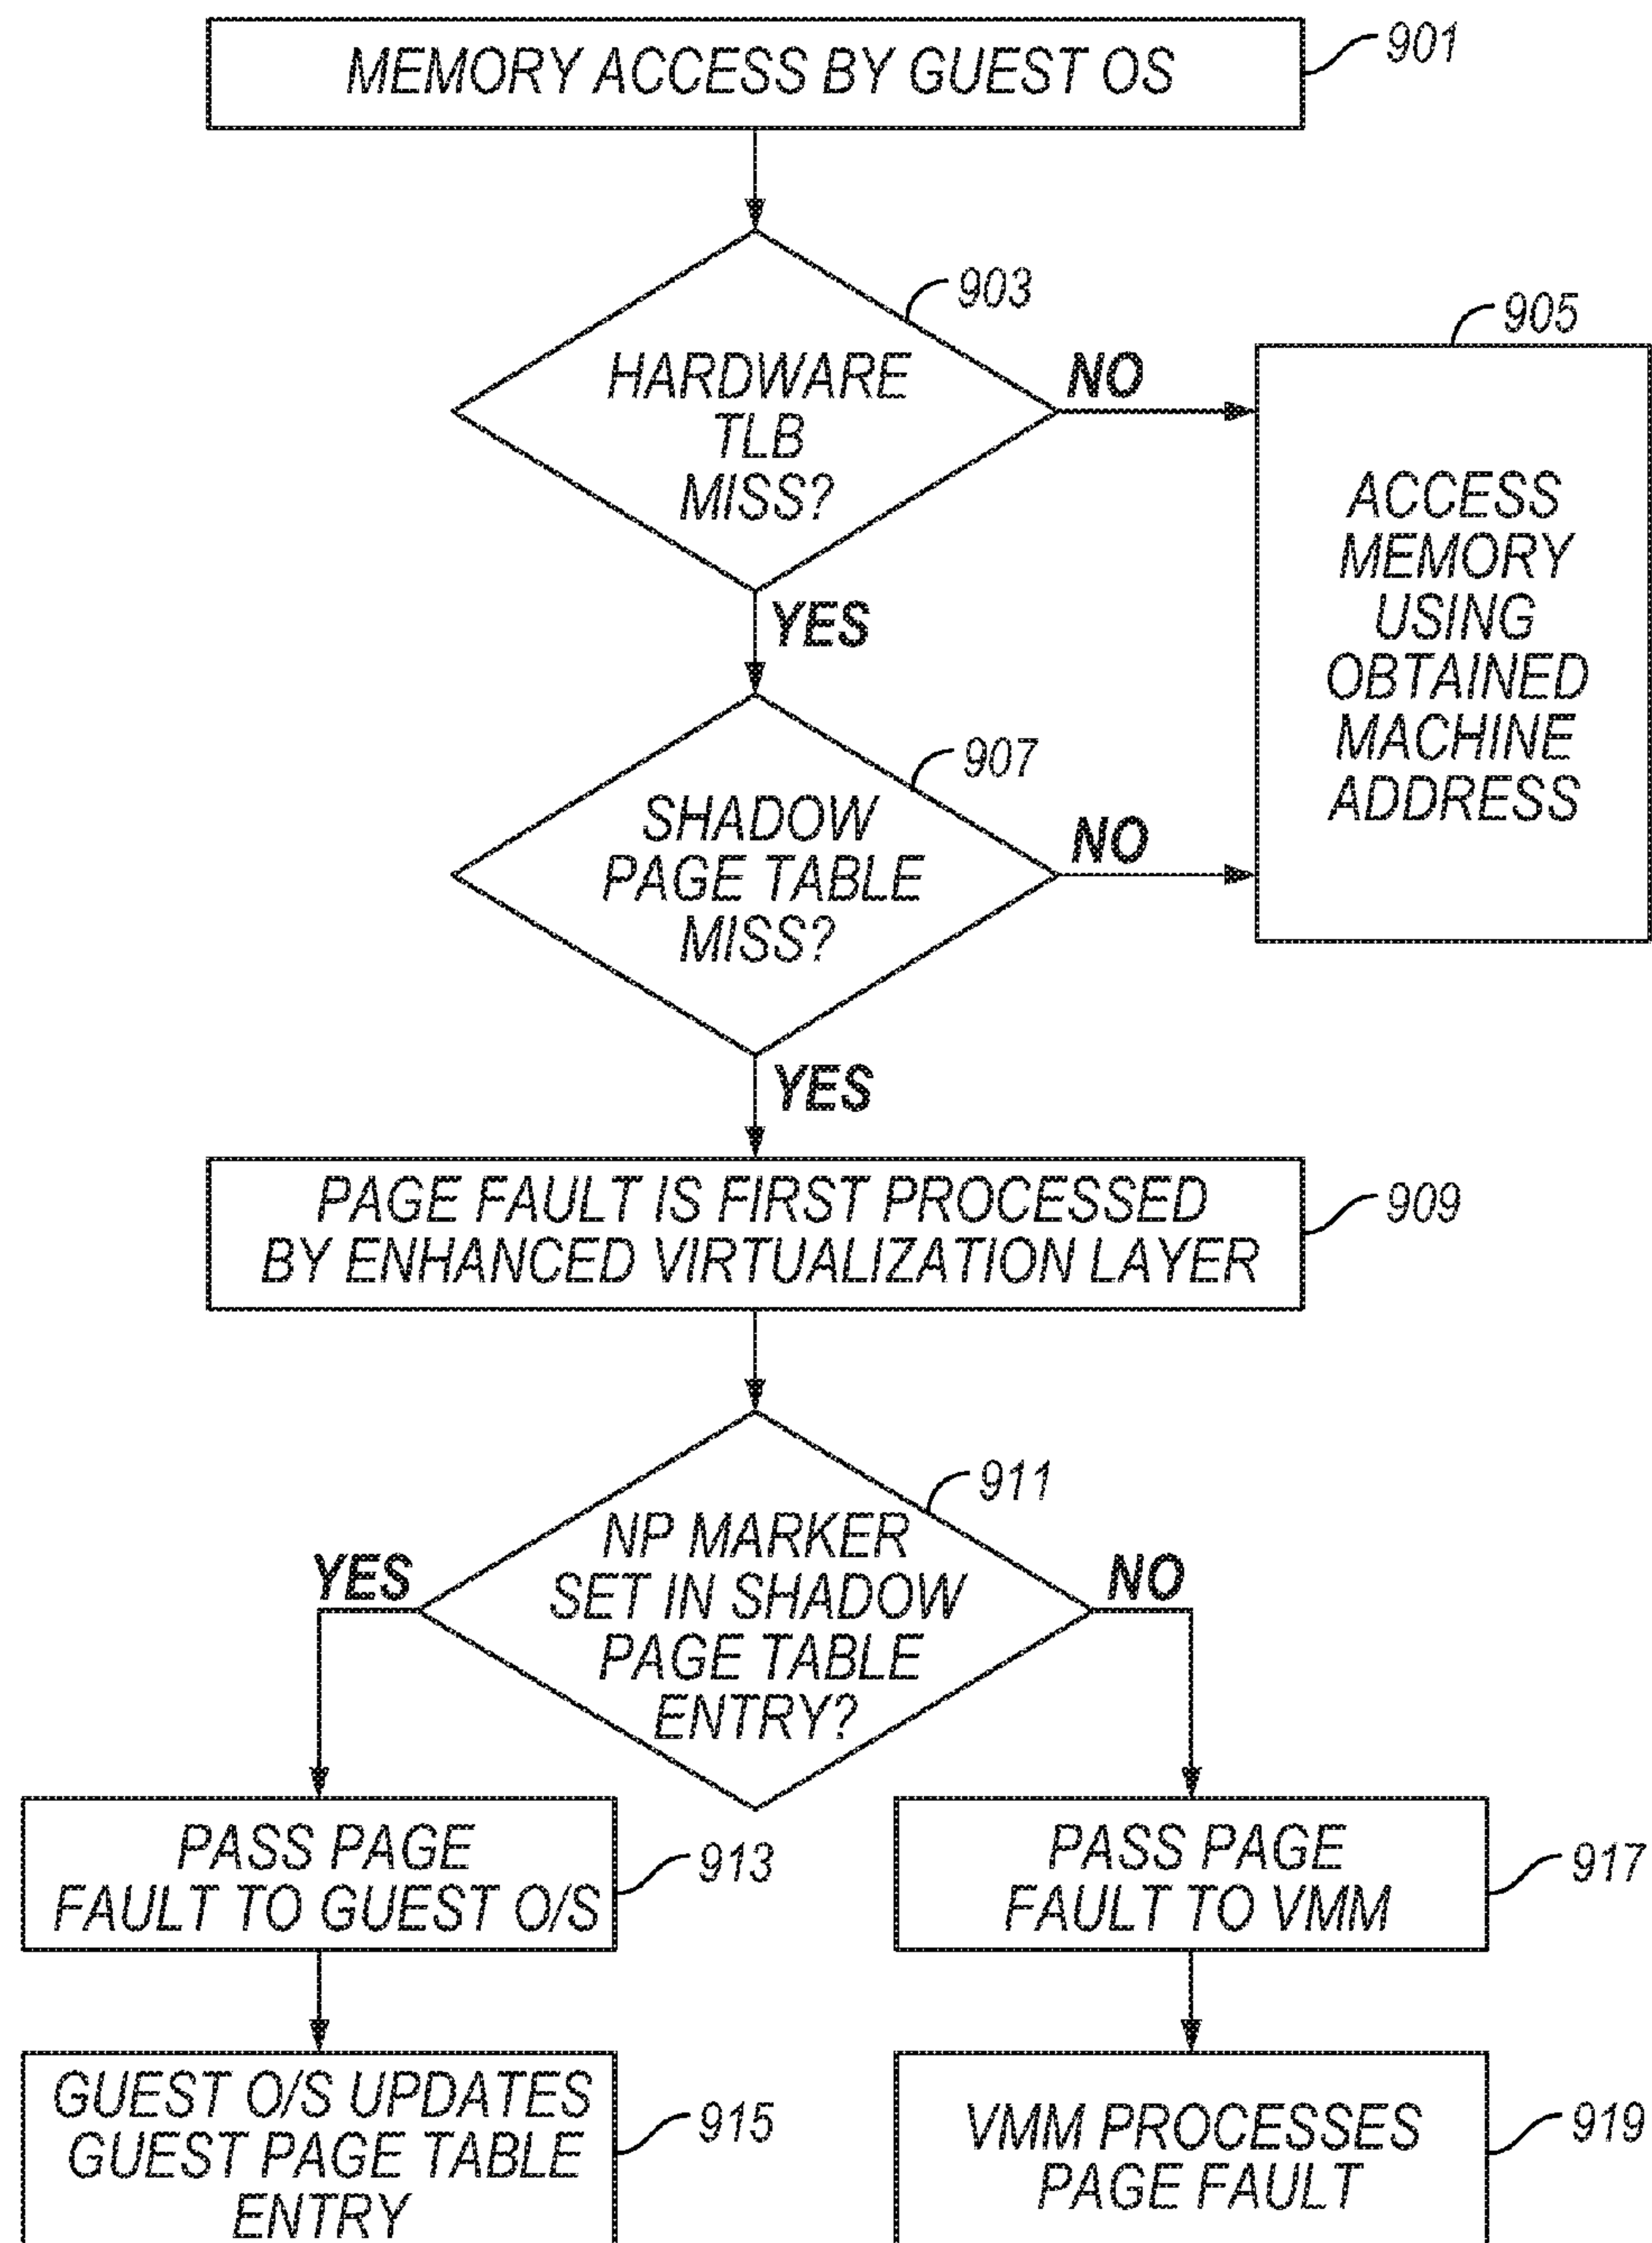 MEMORY ACCESS BY GUEST OS
901
903
HARDWARE
TLB
MISS?
NO
YES
905
ACCESS
MEMORY
USING
OBTAINED
MACHINE
ADDRESS
907
SHADOW
PAGE TABLE
MISS?
NO
YES
PAGE FAULT IS FIRST PROCESSED
BY ENHANCED VIRTUALIZATION LAYER
909
911
NP MARKER
SET IN SHADOW
PAGE TABLE
ENTRY?
YES
NO
PASS PAGE
FAULT TO GUEST O/S
913
PASS PAGE
FAULT TO VMM
917
GUEST O/S UPDATES
GUEST PAGE TABLE
ENTRY
915
VMM PROCESSES
PAGE FAULT
919